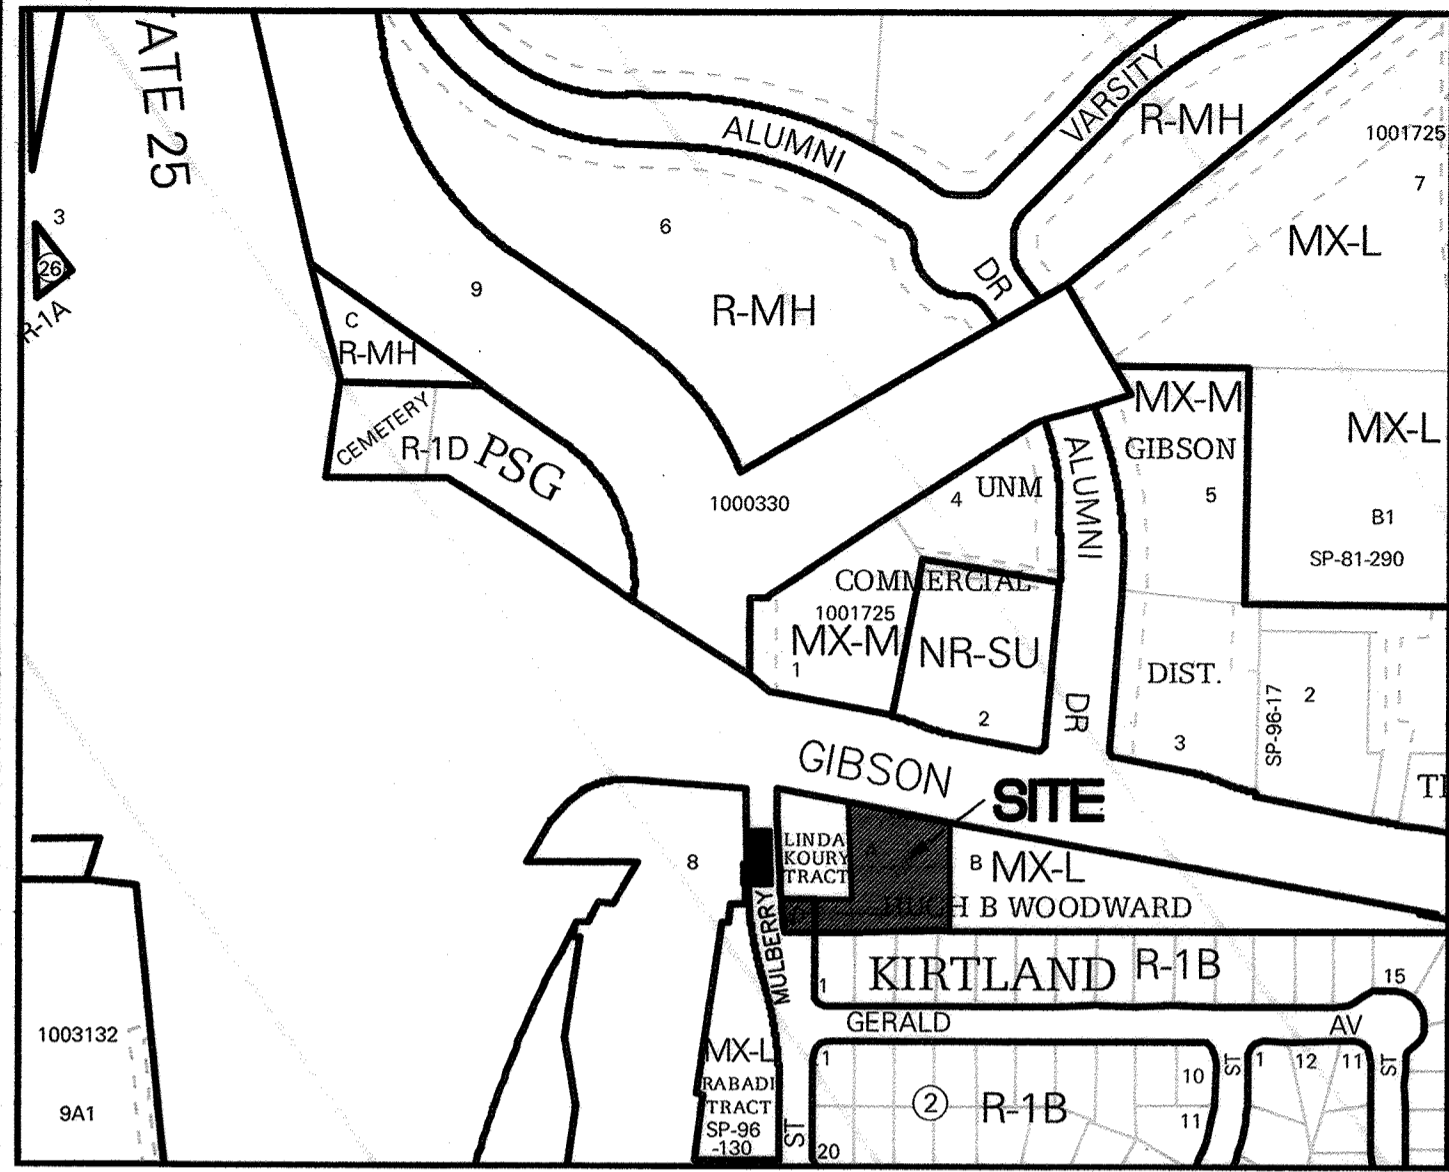 ATE 25
3
26
R-1A
C
R-MH
CEMETERY
R-1D
PSG
9
6
R-MH
ALUMNI
DR
VARSITY
R-MH
1001725
7
MX-L
1000330
4
UNM
ALUMNI
DR
MX-M
GIBSON
5
MX-L
B1
SP-81-290
COMMERCIAL
1001725
MX-M
1
NR-SU
2
DIST.
3
SP-96-17
2
GIBSON
SITE
8
LINDA
KOURY
TRACT
A
B
MX-L
HUGH B WOODWARD
MULBERRY
ST
KIRTLAND
R-1B
1
15
GERALD
AV
1003132
9A1
MX-L
RABADI
TRACT
SP-96
-130
1
2
R-1B
10
11
20
ST
1
12
11
ST